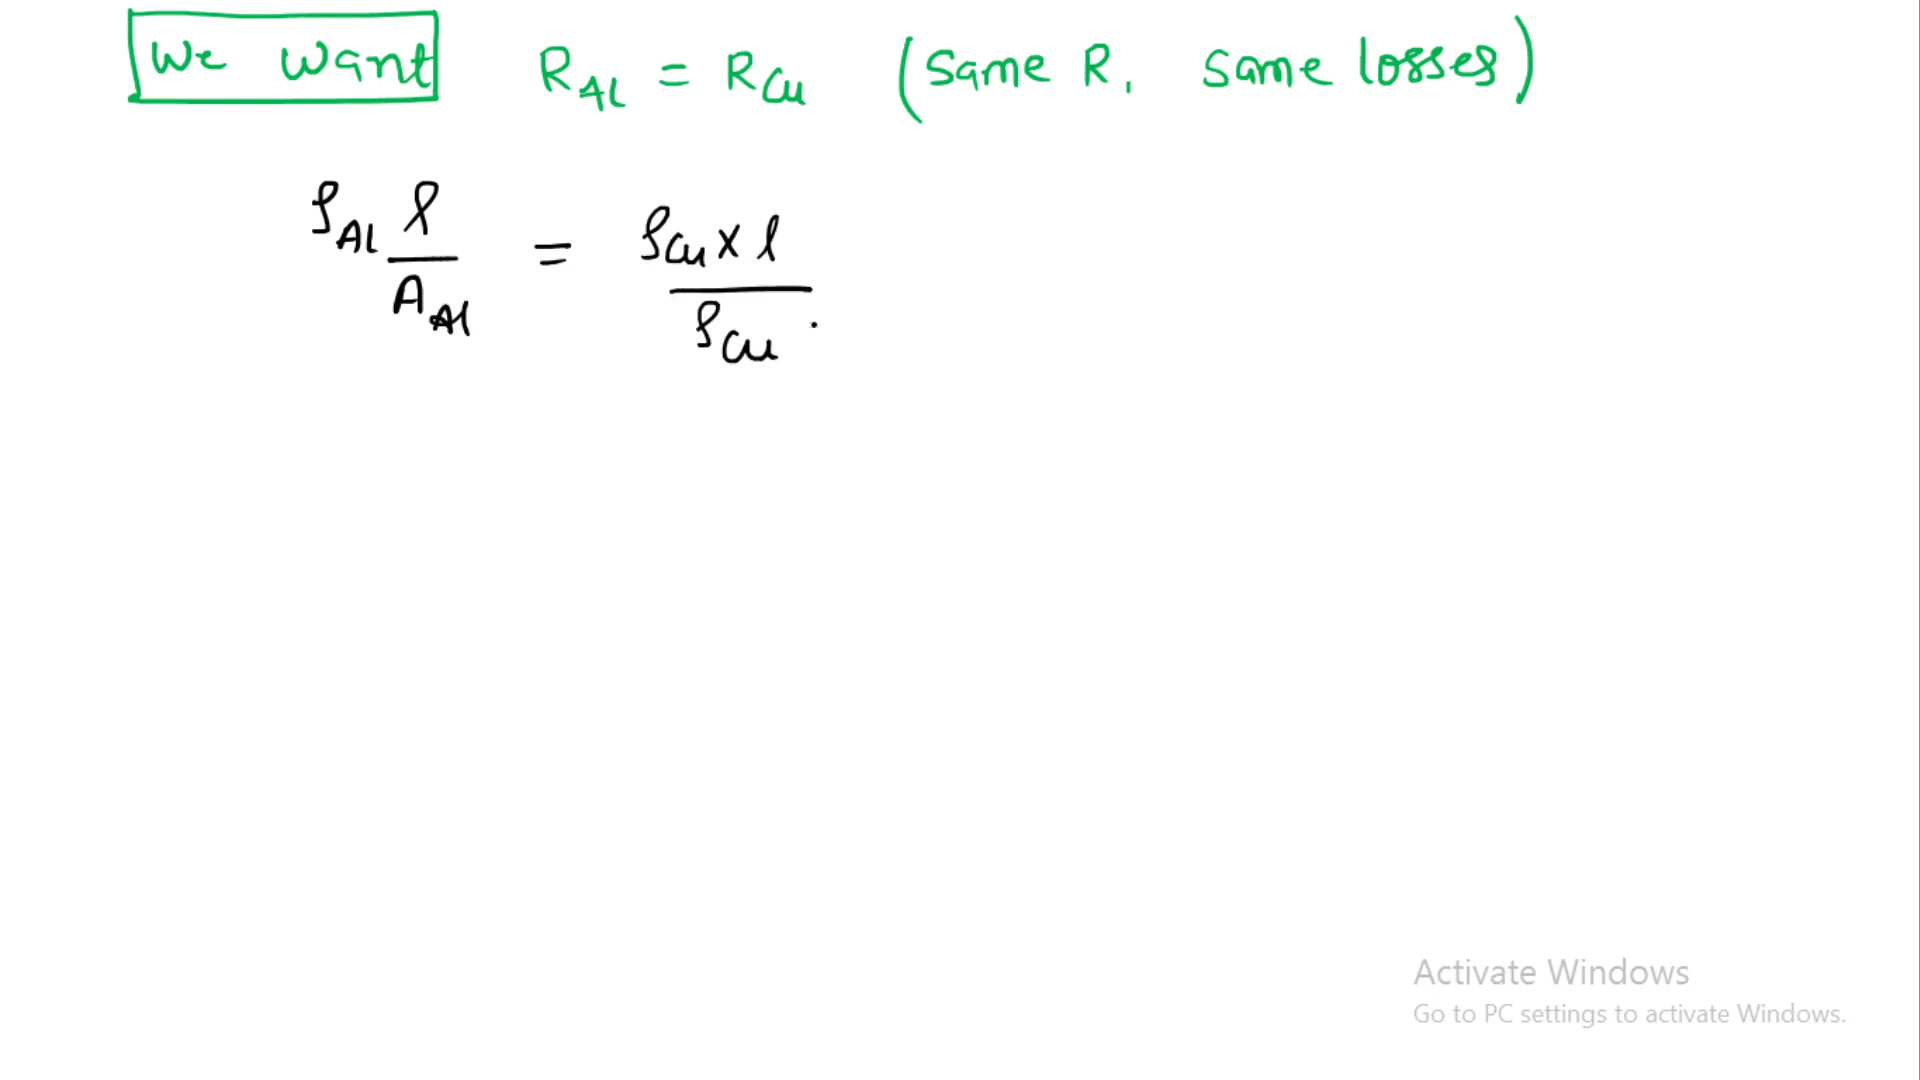 We want R_Al = R_Cu (same R, same losses)
ρ_Al l / A_Al = ρ_Cu x l / ρ_Cu .
Activate Windows
Go to PC settings to activate Windows.